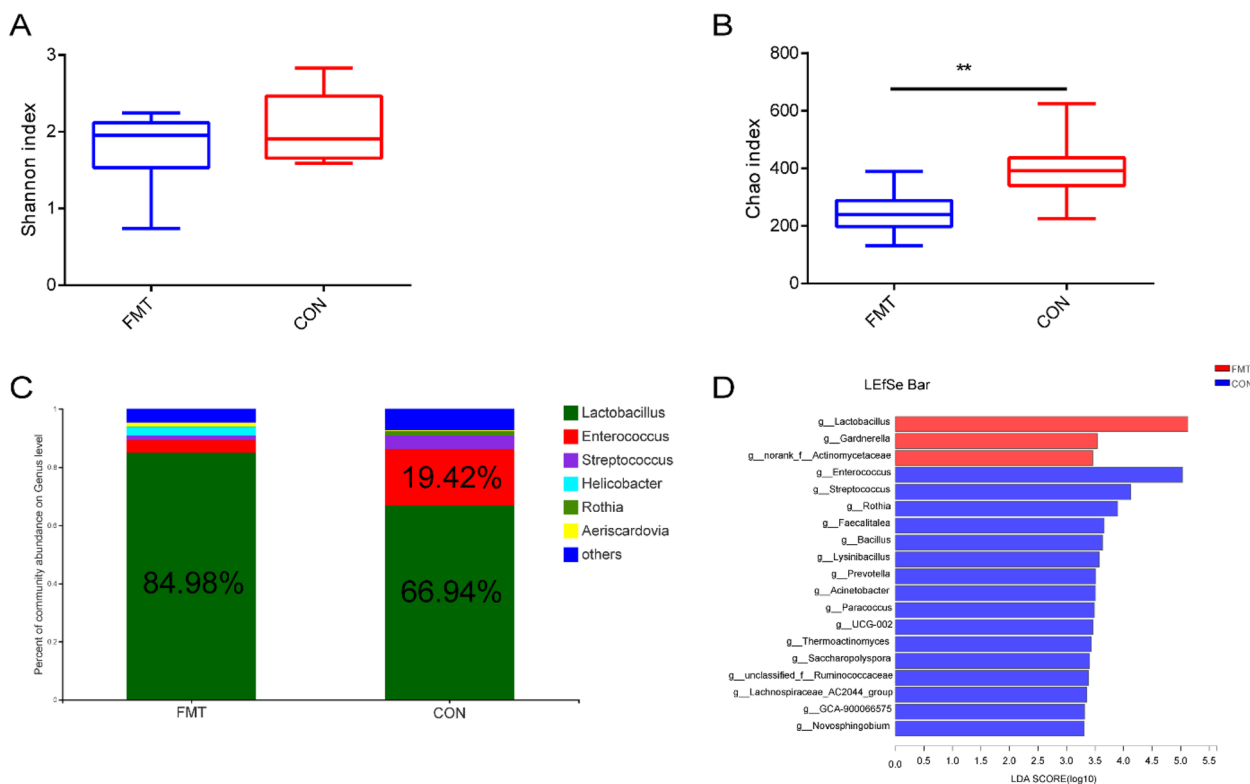 A
3
2
1
0
Shannon index
FMT
CON
B
800
600
400
200
0
Chao index
**
FMT
CON
C
1
0.8
0.6
0.4
0.2
0
Percent of community abundance on Genus level
84.98%
19.42%
66.94%
FMT
CON
Lactobacillus
Enterococcus
Streptococcus
Helicobacter
Rothia
Aeriscardovia
others
D
LEfSe Bar
FMT
CON
g__Lactobacillus
g__Gardnerella
g__norank_f__Actinomycetaceae
g__Enterococcus
g__Streptococcus
g__Rothia
g__Faecalitalea
g__Bacillus
g__Lysinibacillus
g__Prevotella
g__Acinetobacter
g__Paracoccus
g__UCG-002
g__Thermoactinomyces
g__Saccharopolyspora
g__unclassified_f__Ruminococcaceae
g__Lachnospiraceae_AC2044_group
g__GCA-900066575
g__Novosphingobium
0.0 0.5 1.0 1.5 2.0 2.5 3.0 3.5 4.0 4.5 5.0 5.5
LDA SCORE(log10)